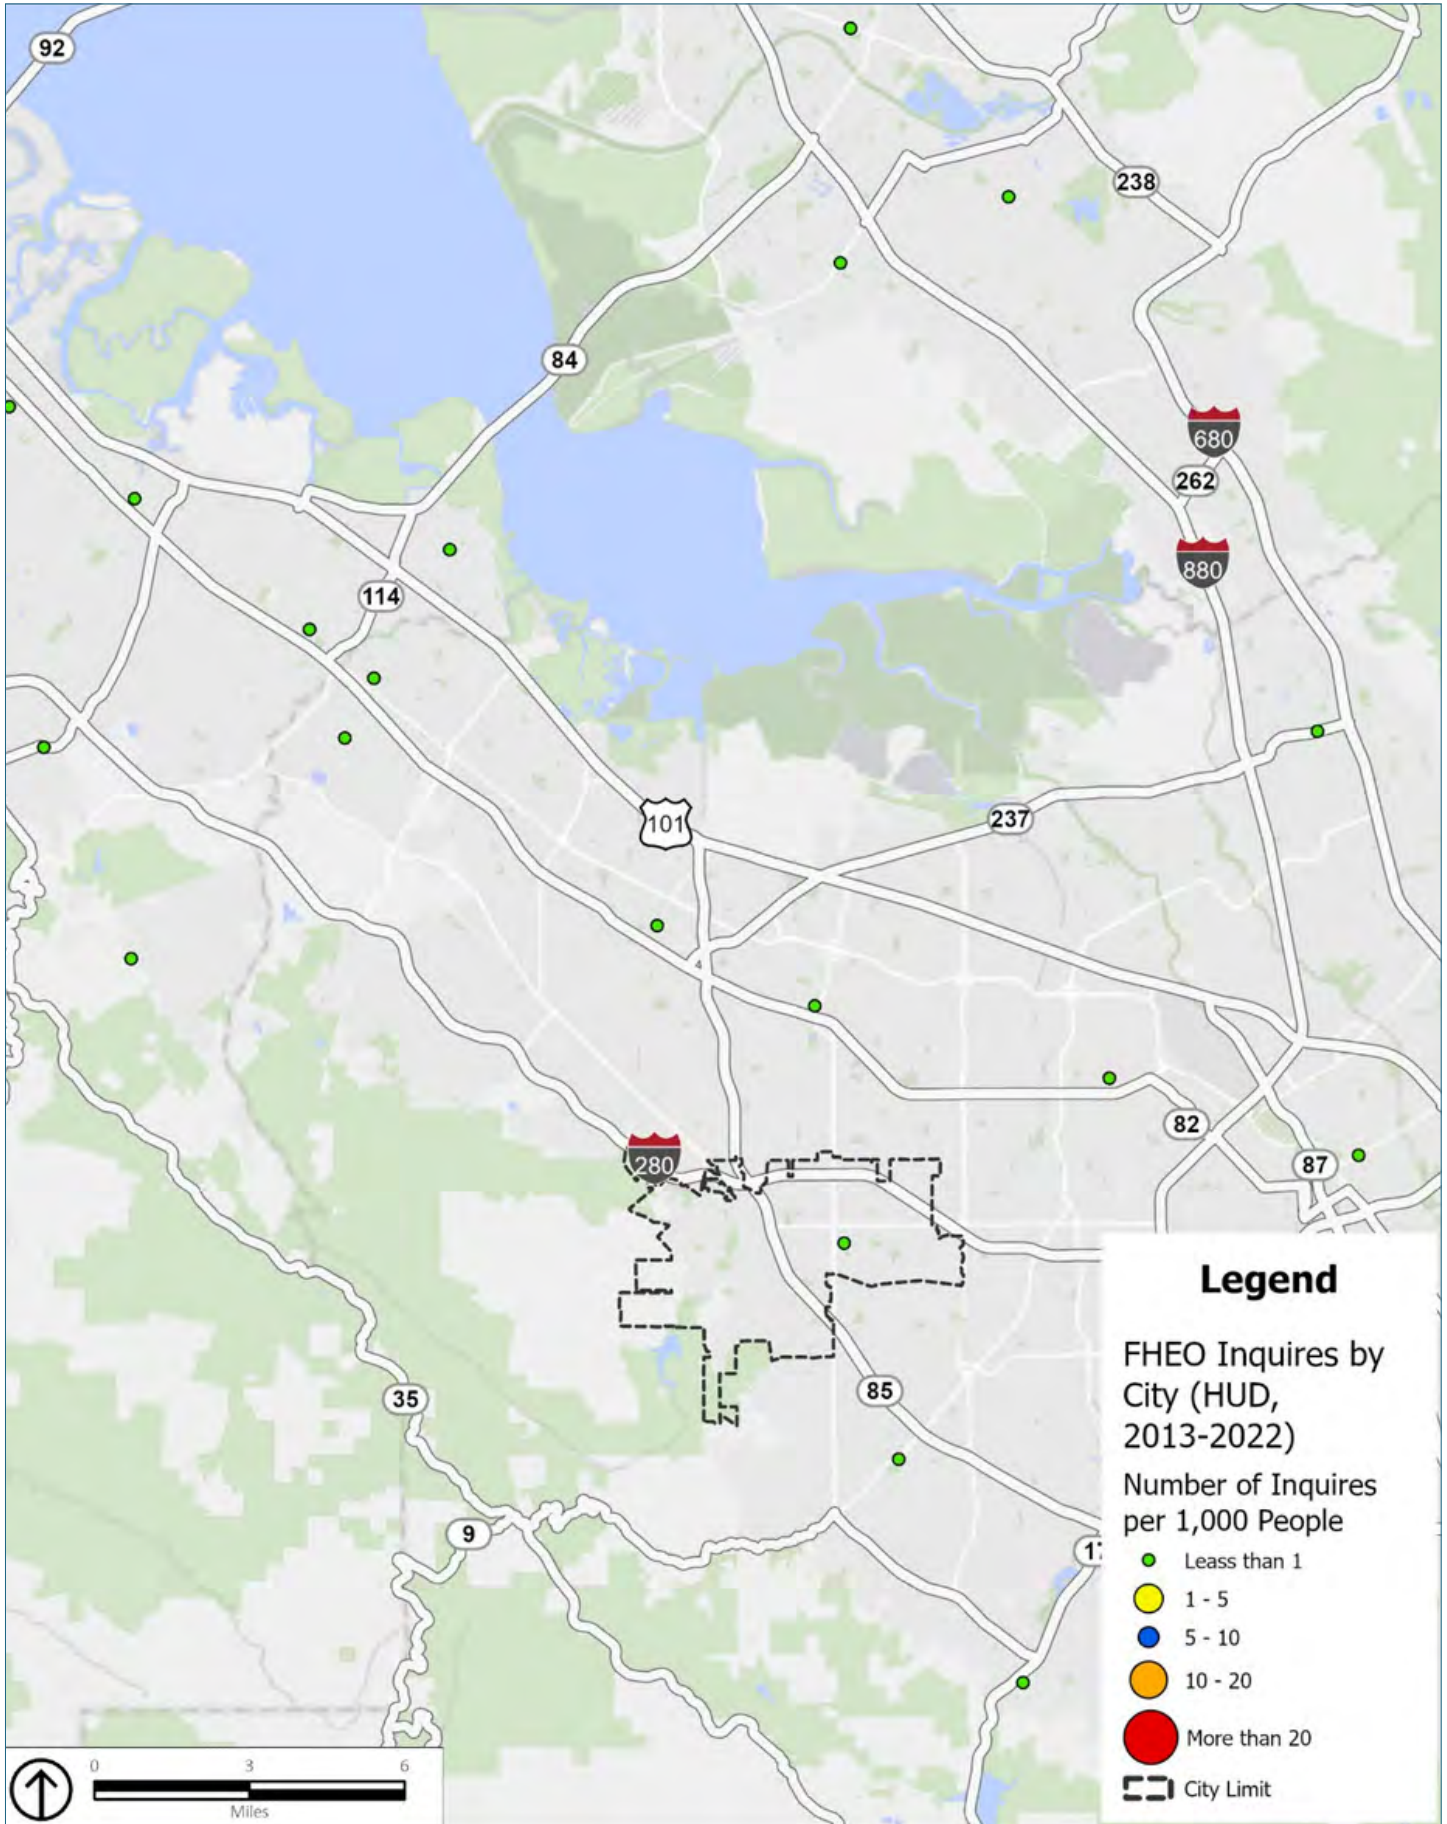 92
238
84
680
262
880
114
101
237
4
82
280
87
85
35
9
17
Legend
FHEO Inquires by
City (HUD,
2013-2022)
Number of Inquires
per 1,000 People
Leass than 1
1 - 5
5 - 10
10 - 20
More than 20
City Limit
0 3 6
Miles